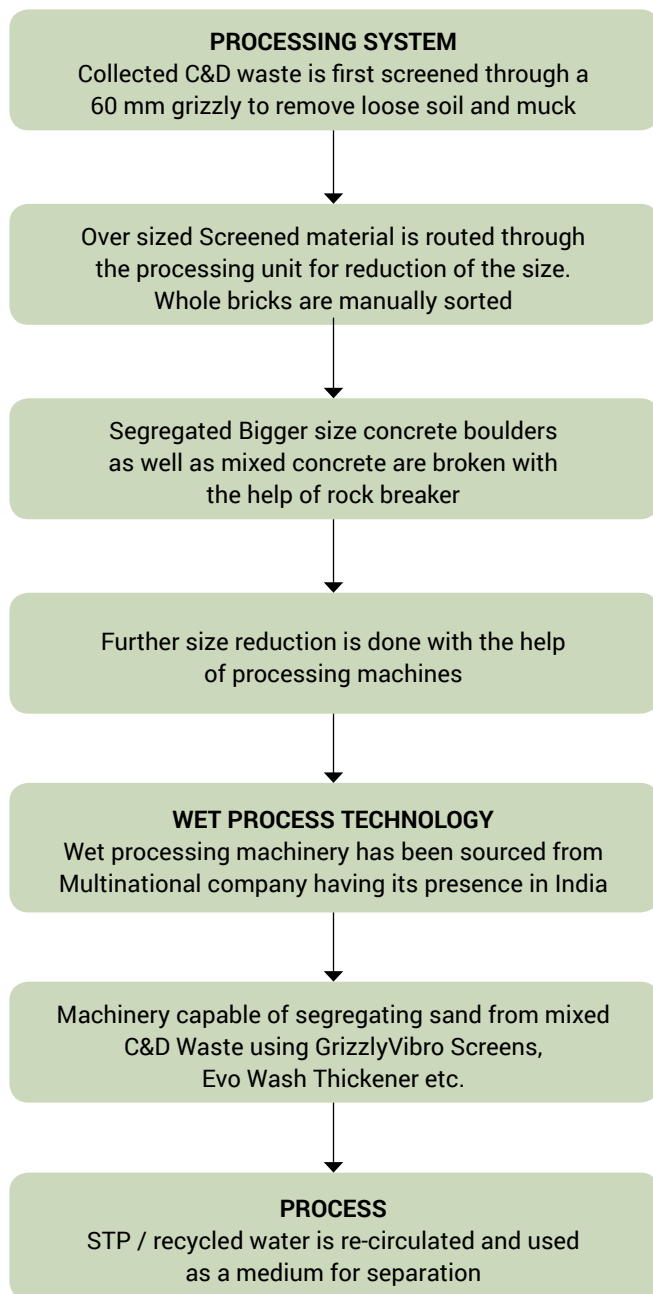 PROCESSING SYSTEM
Collected C&D waste is first screened through a
60 mm grizzly to remove loose soil and muck
Over sized Screened material is routed through
the processing unit for reduction of the size.
Whole bricks are manually sorted
Segregated Bigger size concrete boulders
as well as mixed concrete are broken with
the help of rock breaker
Further size reduction is done with the help
of processing machines
WET PROCESS TECHNOLOGY
Wet processing machinery has been sourced from
Multinational company having its presence in India
Machinery capable of segregating sand from mixed
C&D Waste using GrizzlyVibro Screens,
Evo Wash Thickener etc.
PROCESS
STP / recycled water is re-circulated and used
as a medium for separation